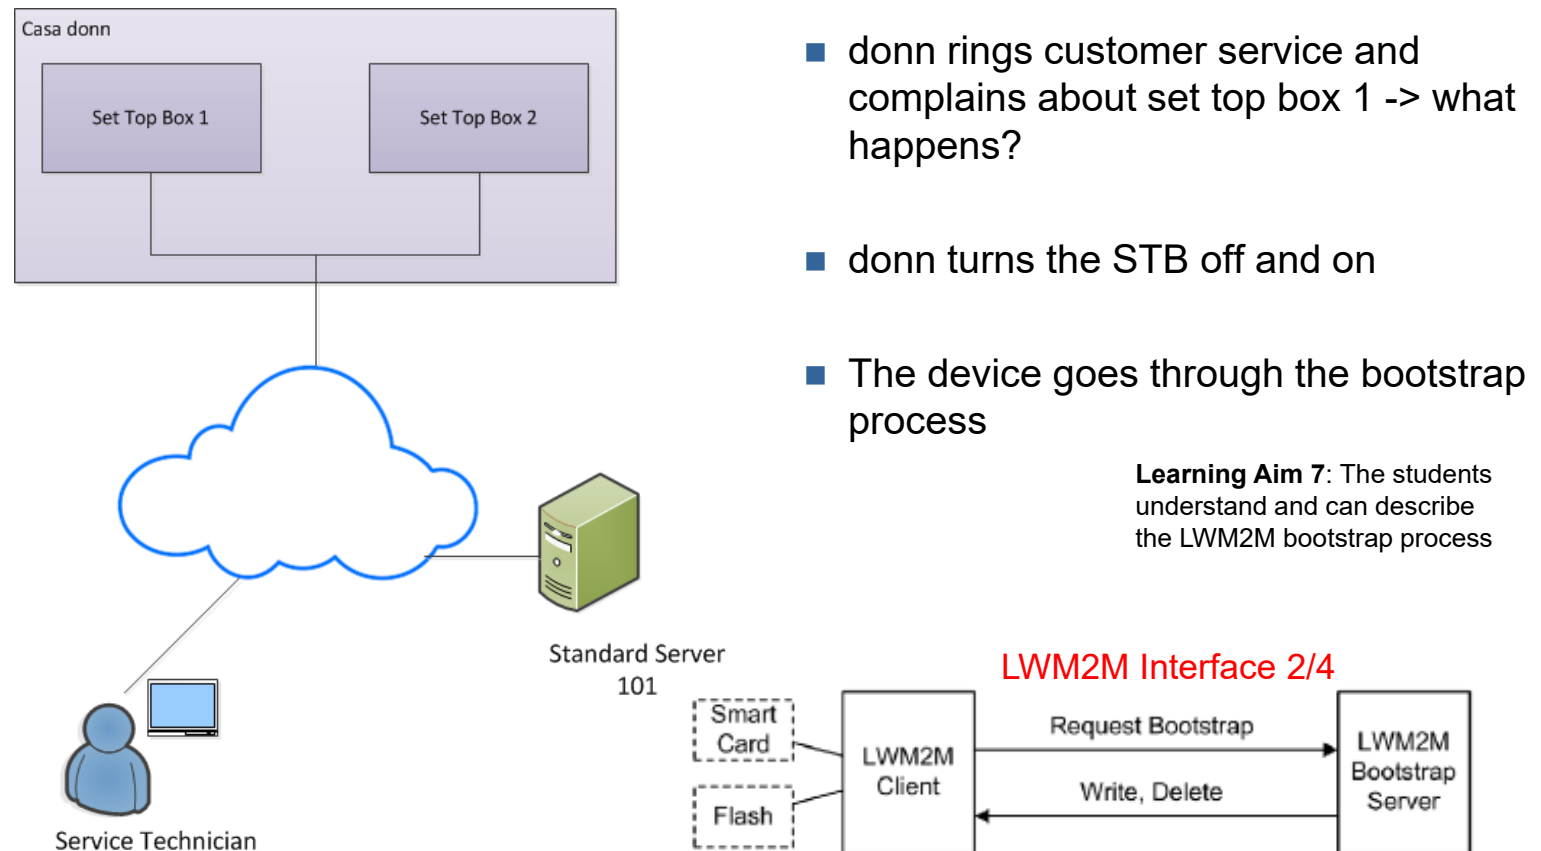 Casa donn
Set Top Box 1
Set Top Box 2
Standard Server
101
Service Technician
donn rings customer service and
complains about set top box 1 -> what
happens?
donn turns the STB off and on
The device goes through the bootstrap
process
Learning Aim 7: The students
understand and can describe
the LWM2M bootstrap process
LWM2M Interface 2/4
Smart
Card
Flash
LWM2M
Client
Request Bootstrap
Write, Delete
LWM2M
Bootstrap
Server